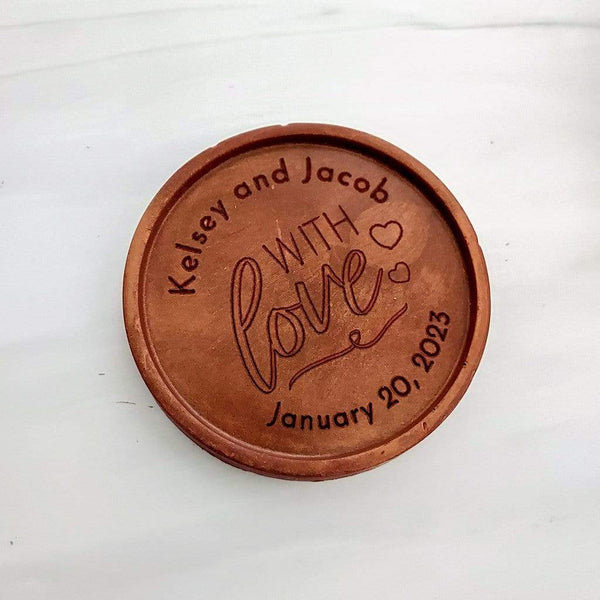 Kelsey and Jacob
WITH
love
January 20, 2023